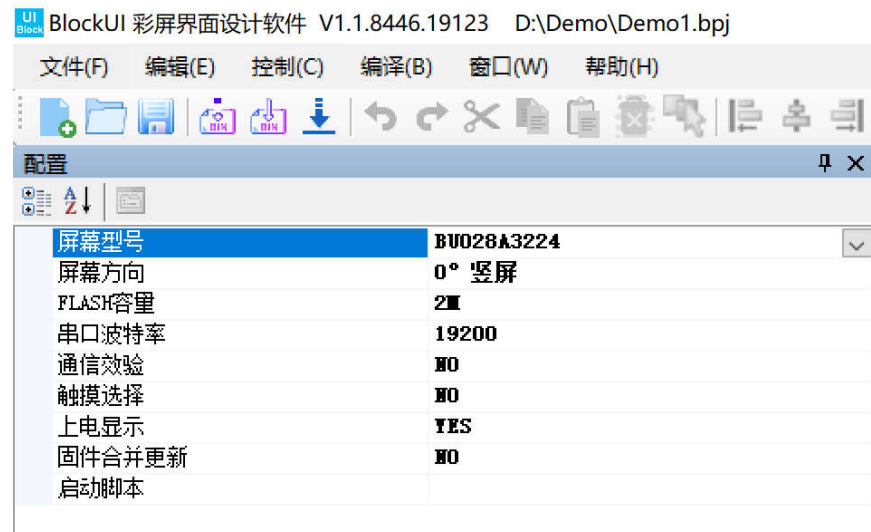 UI Block BlockUI 彩屏界面设计软件 V1.1.8446.19123 D:\Demo\Demo1.bpj
文件(F) 编辑(E) 控制(C) 编译(B) 窗口(W) 帮助(H)
BIN BIN
配置
A Z
屏幕型号 BU028A3224
屏幕方向 0° 竖屏
FLASH容量 2M
串口波特率 19200
通信效验 NO
触摸选择 NO
上电显示 YES
固件合并更新 NO
启动脚本